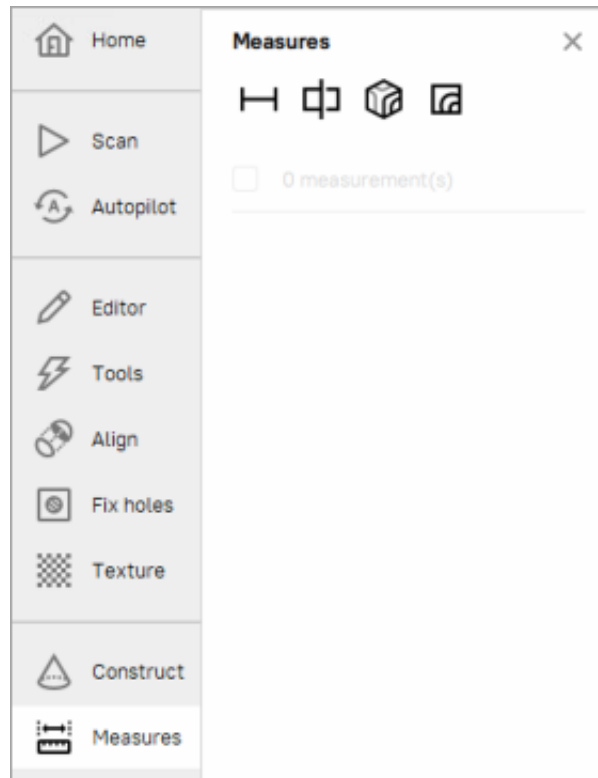 Home
Scan
Autopilot
Editor
Tools
Align
Fix holes
Texture
Construct
Measures
Measures
0 measurement(s)